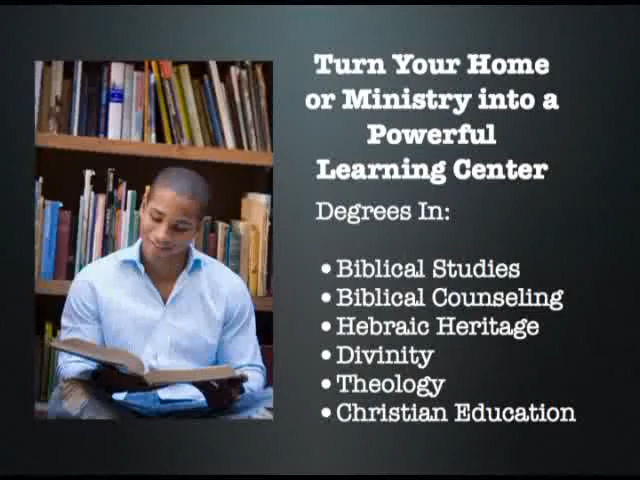 Turn Your Home
or Ministry into a
Powerful
Learning Center
Degrees In:
• Biblical Studies
• Biblical Counseling
• Hebraic Heritage
• Divinity
• Theology
• Christian Education